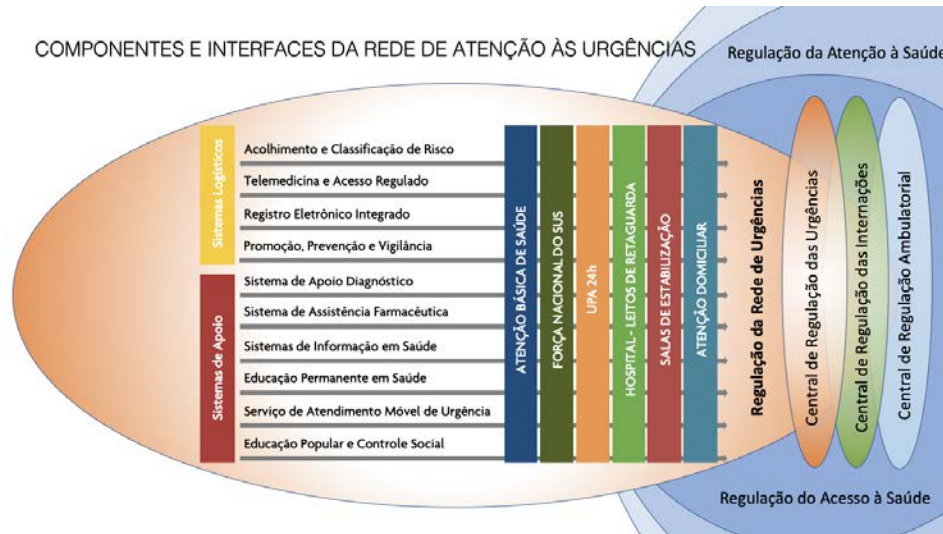 COMPONENTES E INTERFACES DA REDE DE ATENÇÃO ÀS URGÊNCIAS
Regulação da Atenção à Saúde
Sistemas Logísticos
Acolhimento e Classificação de Risco
Telemedicina e Acesso Regulado
Registro Eletrônico Integrado
Promoção, Prevenção e Vigilância
Sistemas de Apoio
Sistema de Apoio Diagnóstico
Sistema de Assistência Farmacêutica
Sistemas de Informação em Saúde
Educação Permanente em Saúde
Serviço de Atendimento Móvel de Urgência
Educação Popular e Controle Social
ATENÇÃO BÁSICA DE SAÚDE
FORÇA NACIONAL DO SUS
UPA 24h
HOSPITAL - LEITOS DE RETAGUARDA
SALAS DE ESTABILIZAÇÃO
ATENÇÃO DOMICILIAR
Regulação da Rede de Urgências
Central de Regulação das Urgências
Central de Regulação das Internações
Central de Regulação Ambulatorial
Regulação do Acesso à Saúde